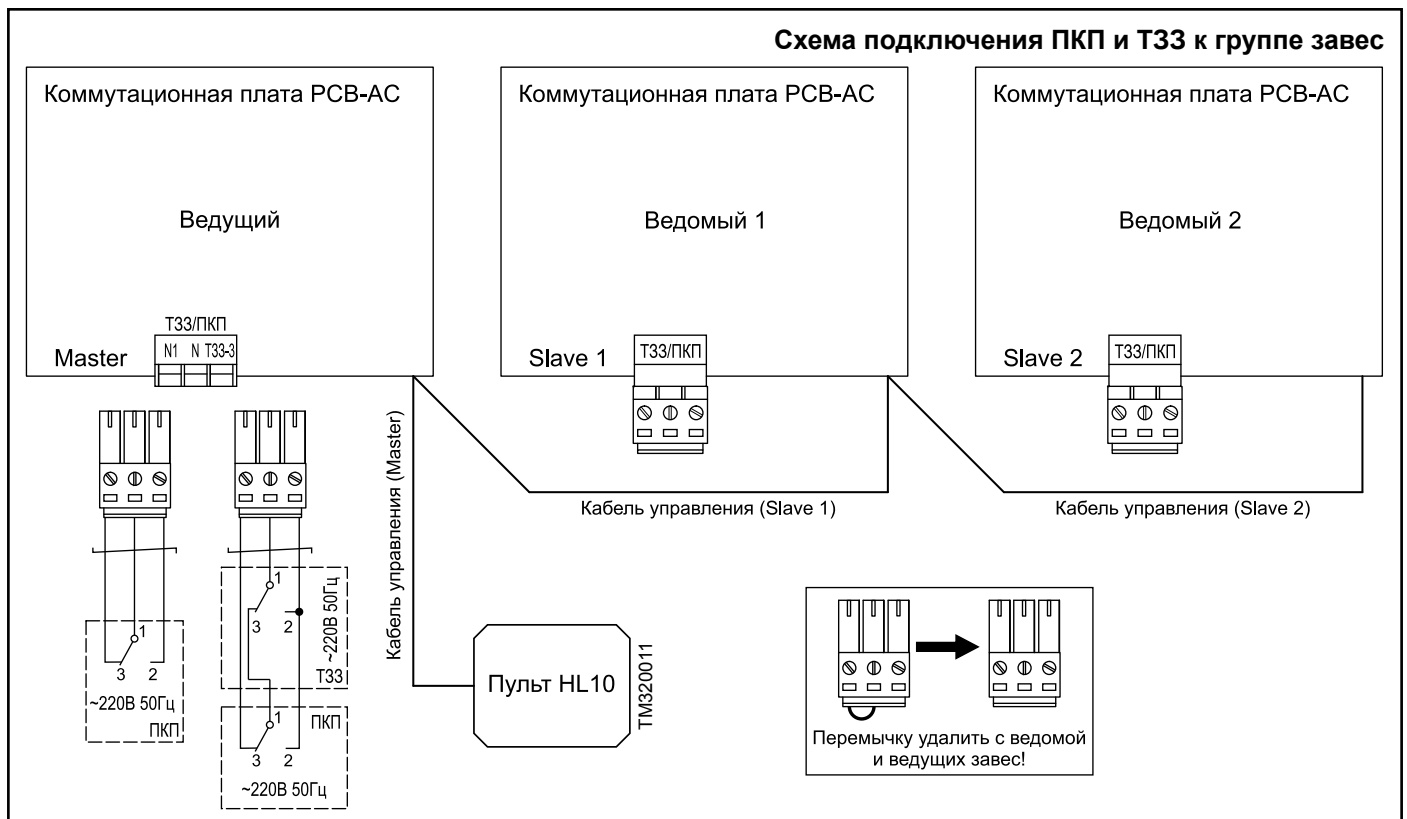 Схема подключения ПКП и ТЗЗ к группе завес
Коммутационная плата PCB-AC
Ведущий
ТЗЗ/ПКП
N1 N ТЗЗ-3
Master
Коммутационная плата PCB-AC
Ведомый 1
Slave 1
ТЗЗ/ПКП
Коммутационная плата PCB-AC
Ведомый 2
Slave 2
ТЗЗ/ПКП
Кабель управления (Master)
Кабель управления (Slave 1)
Кабель управления (Slave 2)
1
3 2
~220В 50Гц
ПКП
1
3 2
~220В 50Гц
ТЗЗ
1
ПКП
3 2
~220В 50Гц
Пульт HL10
TM320011
Перемычку удалить с ведомой
и ведущих завес!